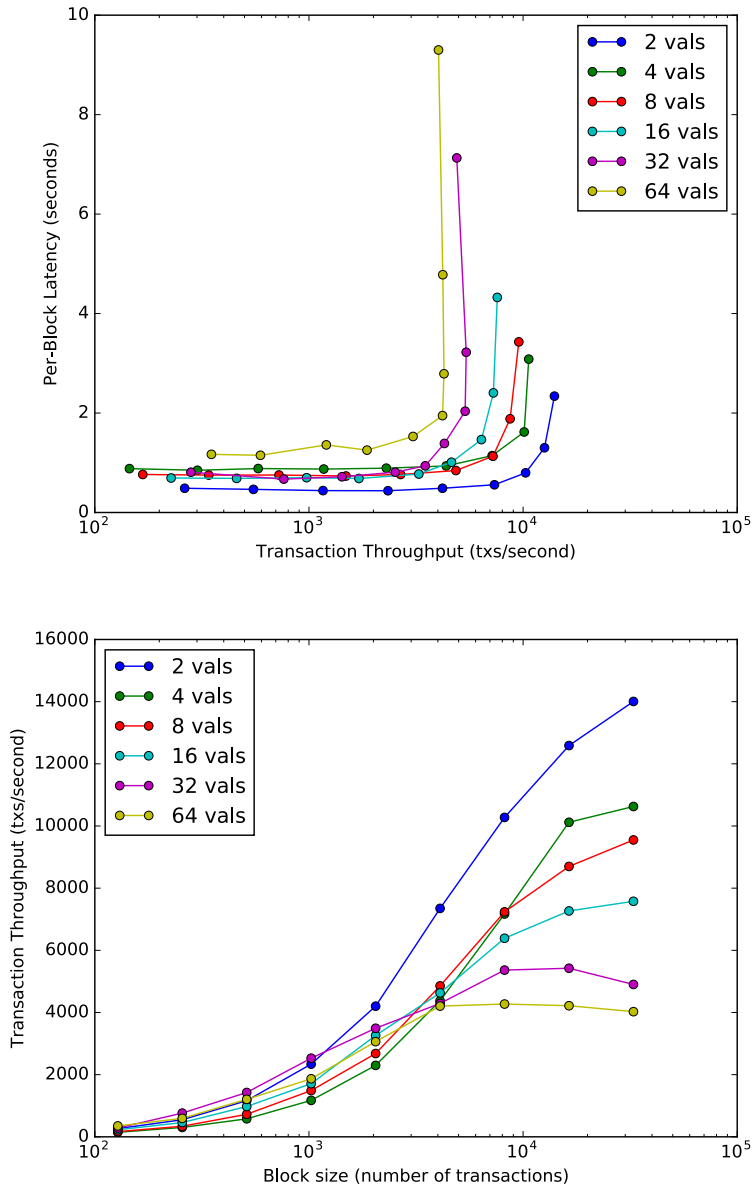 10
8
6
4
2
0
Per-Block Latency (seconds)
2 vals
4 vals
8 vals
16 vals
32 vals
64 vals
10² 10³ 10⁴ 10⁵
Transaction Throughput (txs/second)
16000
14000
12000
10000
8000
6000
4000
2000
0
Transaction Throughput (txs/second)
2 vals
4 vals
8 vals
16 vals
32 vals
64 vals
10² 10³ 10⁴ 10⁵
Block size (number of transactions)